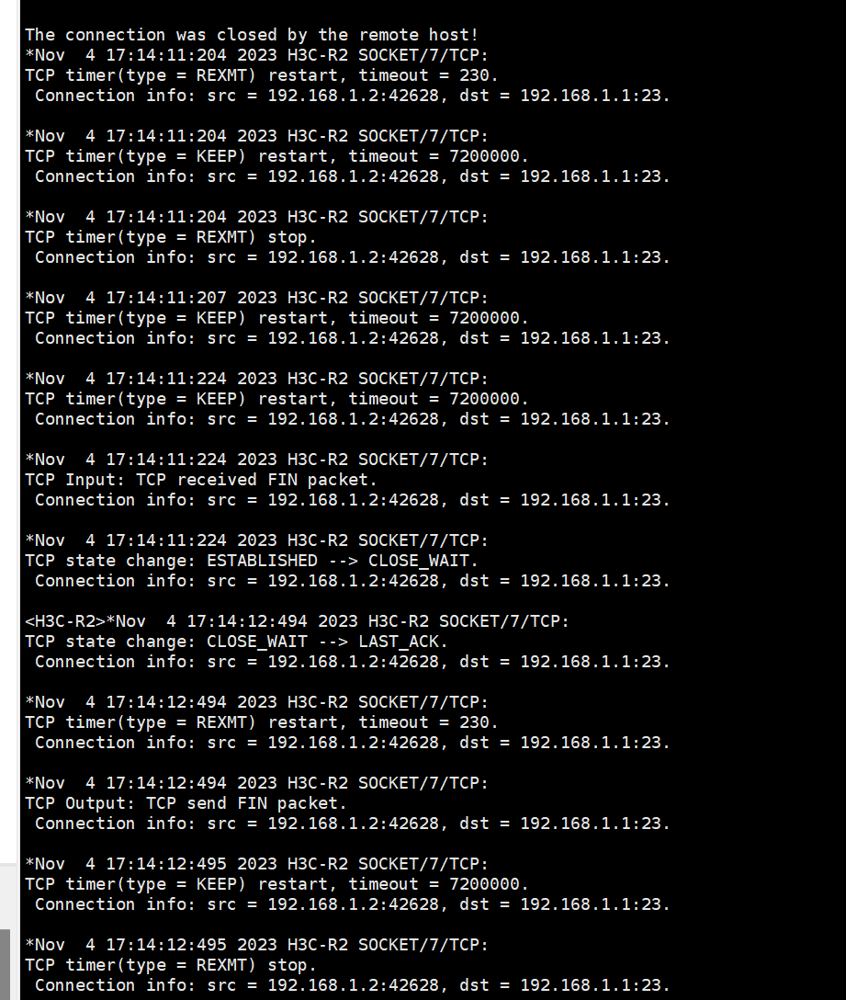 The connection was closed by the remote host!
*Nov  4 17:14:11:204 2023 H3C-R2 SOCKET/7/TCP:
TCP timer(type = REXMT) restart, timeout = 230.
 Connection info: src = 192.168.1.2:42628, dst = 192.168.1.1:23.

*Nov  4 17:14:11:204 2023 H3C-R2 SOCKET/7/TCP:
TCP timer(type = KEEP) restart, timeout = 7200000.
 Connection info: src = 192.168.1.2:42628, dst = 192.168.1.1:23.

*Nov  4 17:14:11:204 2023 H3C-R2 SOCKET/7/TCP:
TCP timer(type = REXMT) stop.
 Connection info: src = 192.168.1.2:42628, dst = 192.168.1.1:23.

*Nov  4 17:14:11:207 2023 H3C-R2 SOCKET/7/TCP:
TCP timer(type = KEEP) restart, timeout = 7200000.
 Connection info: src = 192.168.1.2:42628, dst = 192.168.1.1:23.

*Nov  4 17:14:11:224 2023 H3C-R2 SOCKET/7/TCP:
TCP timer(type = KEEP) restart, timeout = 7200000.
 Connection info: src = 192.168.1.2:42628, dst = 192.168.1.1:23.

*Nov  4 17:14:11:224 2023 H3C-R2 SOCKET/7/TCP:
TCP Input: TCP received FIN packet.
 Connection info: src = 192.168.1.2:42628, dst = 192.168.1.1:23.

*Nov  4 17:14:11:224 2023 H3C-R2 SOCKET/7/TCP:
TCP state change: ESTABLISHED --> CLOSE_WAIT.
 Connection info: src = 192.168.1.2:42628, dst = 192.168.1.1:23.

<H3C-R2>*Nov  4 17:14:12:494 2023 H3C-R2 SOCKET/7/TCP:
TCP state change: CLOSE_WAIT --> LAST_ACK.
 Connection info: src = 192.168.1.2:42628, dst = 192.168.1.1:23.

*Nov  4 17:14:12:494 2023 H3C-R2 SOCKET/7/TCP:
TCP timer(type = REXMT) restart, timeout = 230.
 Connection info: src = 192.168.1.2:42628, dst = 192.168.1.1:23.

*Nov  4 17:14:12:494 2023 H3C-R2 SOCKET/7/TCP:
TCP Output: TCP send FIN packet.
 Connection info: src = 192.168.1.2:42628, dst = 192.168.1.1:23.

*Nov  4 17:14:12:495 2023 H3C-R2 SOCKET/7/TCP:
TCP timer(type = KEEP) restart, timeout = 7200000.
 Connection info: src = 192.168.1.2:42628, dst = 192.168.1.1:23.

*Nov  4 17:14:12:495 2023 H3C-R2 SOCKET/7/TCP:
TCP timer(type = REXMT) stop.
 Connection info: src = 192.168.1.2:42628, dst = 192.168.1.1:23.